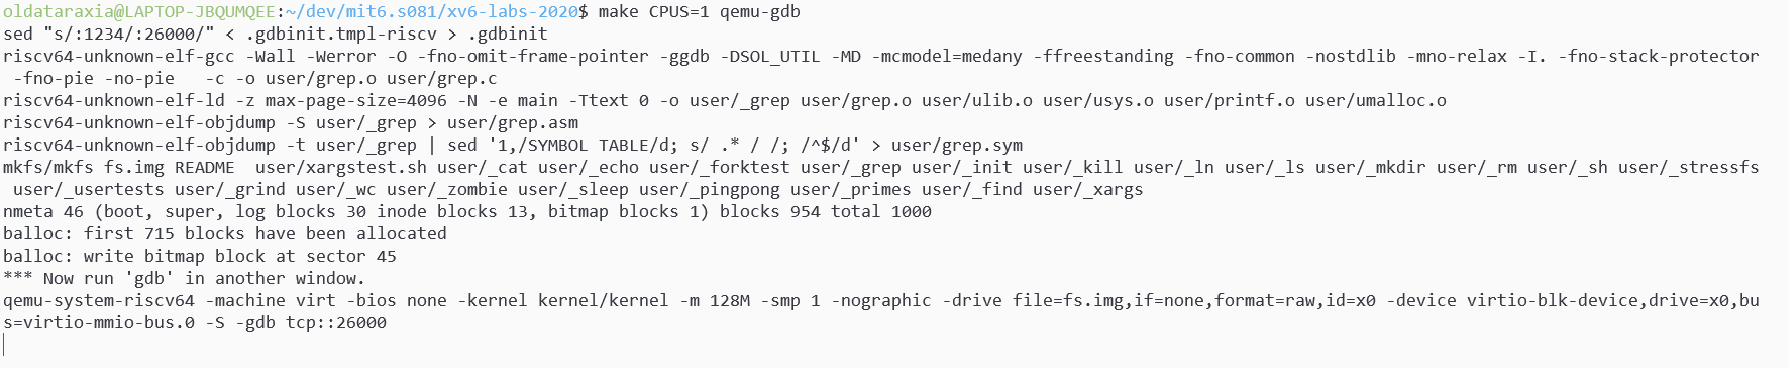 oldataraxia@LAPTOP-JBQUMQEE:~/dev/mit6.s081/xv6-labs-2020$ make CPUS=1 qemu-gdb
sed "s/:1234/:26000/" < .gdbinit.tmpl-riscv > .gdbinit
riscv64-unknown-elf-gcc -Wall -Werror -O -fno-omit-frame-pointer -ggdb -DSOL_UTIL -MD -mcmodel=medany -ffreestanding -fno-common -nostdlib -mno-relax -I. -fno-stack-protector
 -fno-pie -no-pie   -c -o user/grep.o user/grep.c
riscv64-unknown-elf-ld -z max-page-size=4096 -N -e main -Ttext 0 -o user/_grep user/grep.o user/ulib.o user/usys.o user/printf.o user/umalloc.o
riscv64-unknown-elf-objdump -S user/_grep > user/grep.asm
riscv64-unknown-elf-objdump -t user/_grep | sed '1,/SYMBOL TABLE/d; s/ .* / /; /^$/d' > user/grep.sym
mkfs/mkfs fs.img README  user/xargstest.sh user/_cat user/_echo user/_forktest user/_grep user/_init user/_kill user/_ln user/_ls user/_mkdir user/_rm user/_sh user/_stressfs
 user/_usertests user/_grind user/_wc user/_zombie user/_sleep user/_pingpong user/_primes user/_find user/_xargs
nmeta 46 (boot, super, log blocks 30 inode blocks 13, bitmap blocks 1) blocks 954 total 1000
balloc: first 715 blocks have been allocated
balloc: write bitmap block at sector 45
*** Now run 'gdb' in another window.
qemu-system-riscv64 -machine virt -bios none -kernel kernel/kernel -m 128M -smp 1 -nographic -drive file=fs.img,if=none,format=raw,id=x0 -device virtio-blk-device,drive=x0,bu
s=virtio-mmio-bus.0 -S -gdb tcp::26000